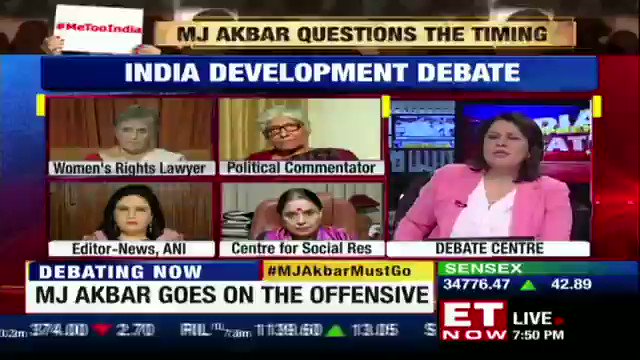 #MeTooIndia
MJ AKBAR QUESTIONS THE TIMING
INDIA DEVELOPMENT DEBATE
Women's Rights Lawyer
Political Commentator
Editor-News, ANI
Centre for Social Res
DEBATE CENTRE
DEBATING NOW
#MJAkbarMustGo
MJ AKBAR GOES ON THE OFFENSIVE
SENSEX
34776.47 ▲ 42.89
ET
NOW
LIVE
7:50 PM
374.00 ▼ 2.70 RIL 1139.60 ▲ 13.05 S